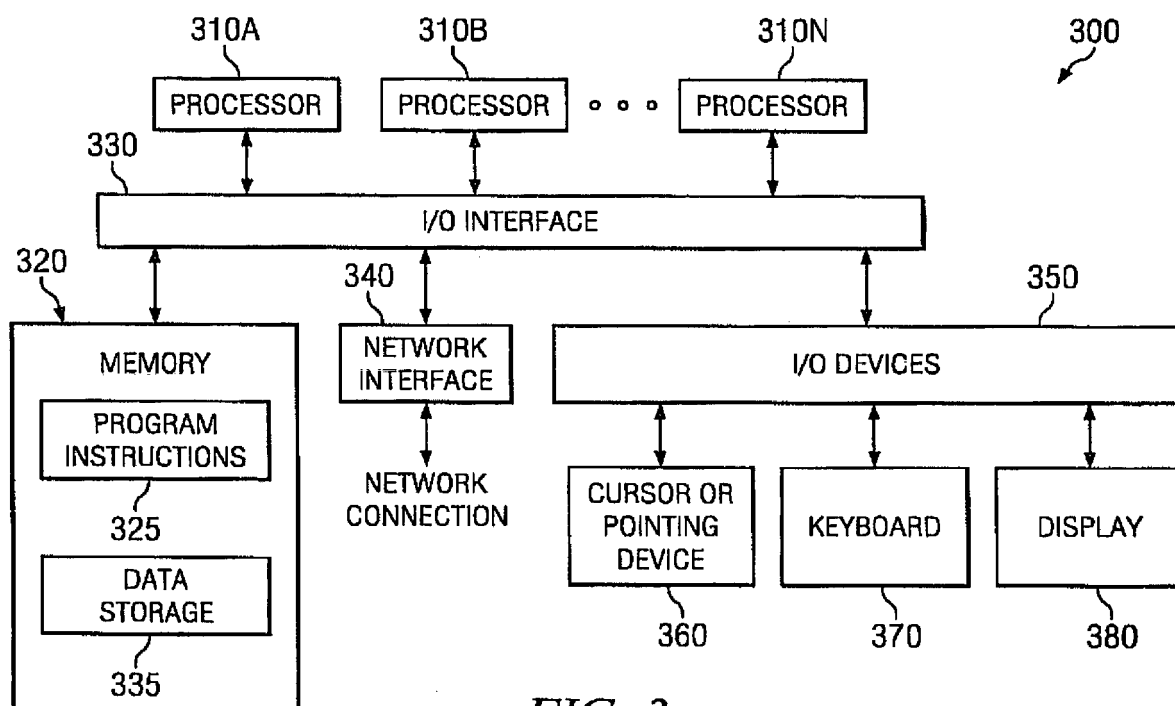 310A
310B
310N
300
PROCESSOR
PROCESSOR
PROCESSOR
330
I/O INTERFACE
320
340
350
MEMORY
NETWORK
INTERFACE
I/O DEVICES
PROGRAM
INSTRUCTIONS
325
NETWORK
CONNECTION
CURSOR OR
POINTING
DEVICE
KEYBOARD
DISPLAY
DATA
STORAGE
335
360
370
380